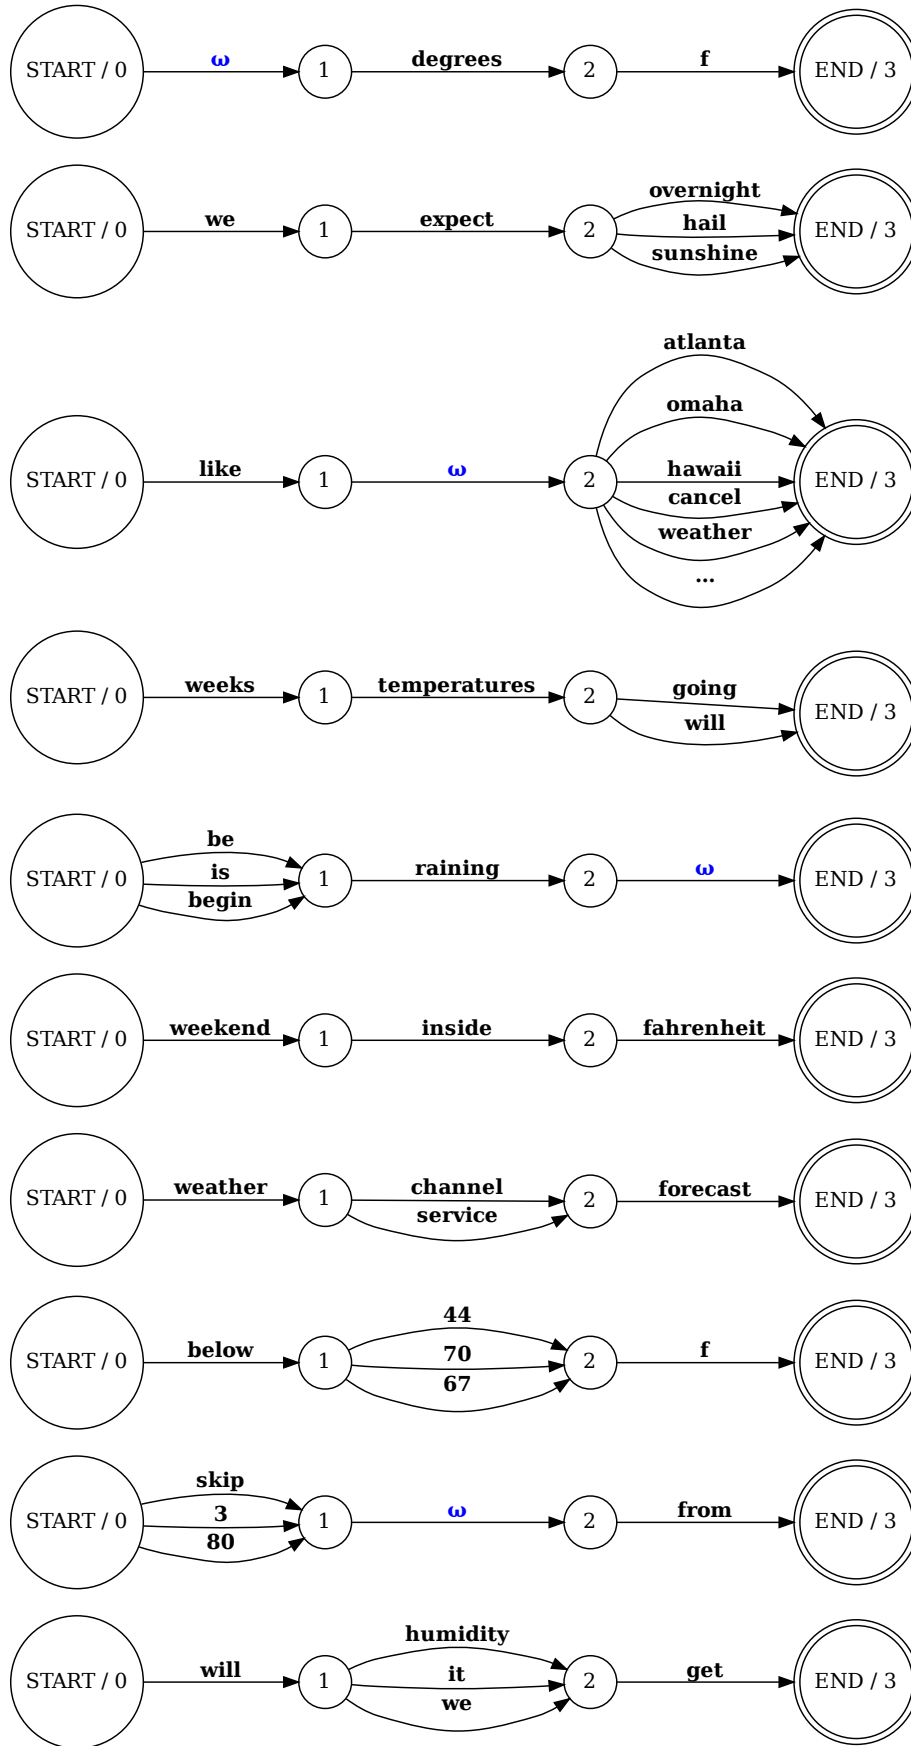 START / 0 ω 1 degrees 2 f END / 3
START / 0 we 1 expect 2 overnight hail sunshine END / 3
START / 0 like 1 ω 2 atlanta omaha hawaii cancel weather ... END / 3
START / 0 weeks 1 temperatures 2 going will END / 3
START / 0 be is begin 1 raining 2 ω END / 3
START / 0 weekend 1 inside 2 fahrenheit END / 3
START / 0 weather 1 channel service 2 forecast END / 3
START / 0 below 1 44 70 67 2 f END / 3
START / 0 skip 3 80 1 ω 2 from END / 3
START / 0 will 1 humidity it we 2 get END / 3